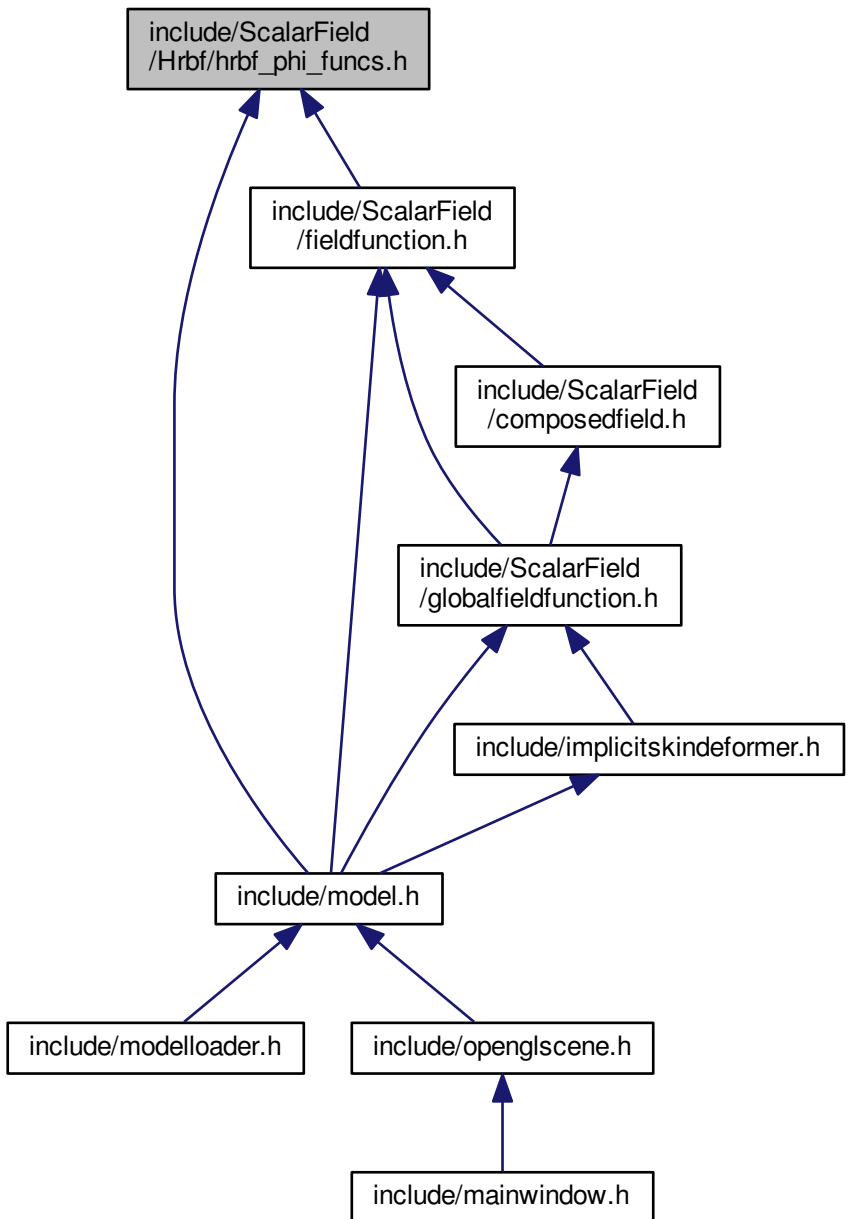 include/ScalarField
/Hrbf/hrbf_phi_funcs.h
include/ScalarField
/fieldfunction.h
include/ScalarField
/composedfield.h
include/ScalarField
/globalfieldfunction.h
include/implicitskindeformer.h
include/model.h
include/modelloader.h
include/openglscene.h
include/mainwindow.h